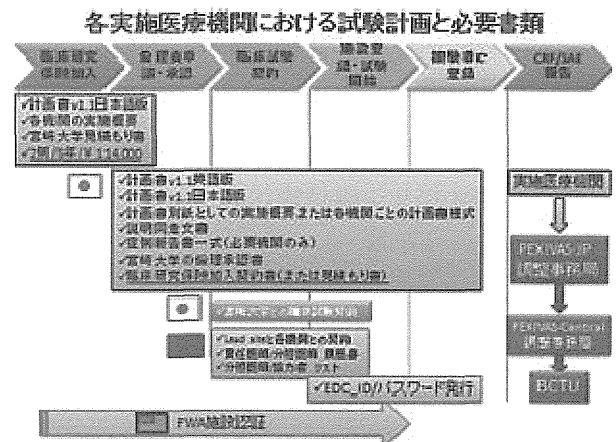 各実施医療機関における試験計画と必要書類
臨床研究
保険加入
倫理委申
請・承認
臨床試験
契約
施設登
録・試験
開始
登録
CRF/SAE
報告
✓計画書v1.1日本語版
✓各機関の実施概要
✓宮崎大学見積もり書
✓計画書v1.1英語版
✓計画書v1.1日本語版
✓計画書別紙としての実施概要または各機関ごとの計画書様式
✓説明同意文書
✓症例報告書一式(必要機関のみ)
✓宮崎大学の倫理承認書
✓臨床研究保険加入契約書(または見積もり書)
✓Lead siteと各機関との契約
✓責任医師/分担医師 履歴書
✓分担医師/協力者 リスト
✓EDC_ID/パスワード発行
FWA施設認証
実施医療機関
PEXIVAS-JP
調整事務局
PEXIVAS-Central
調整事務局
BCTU